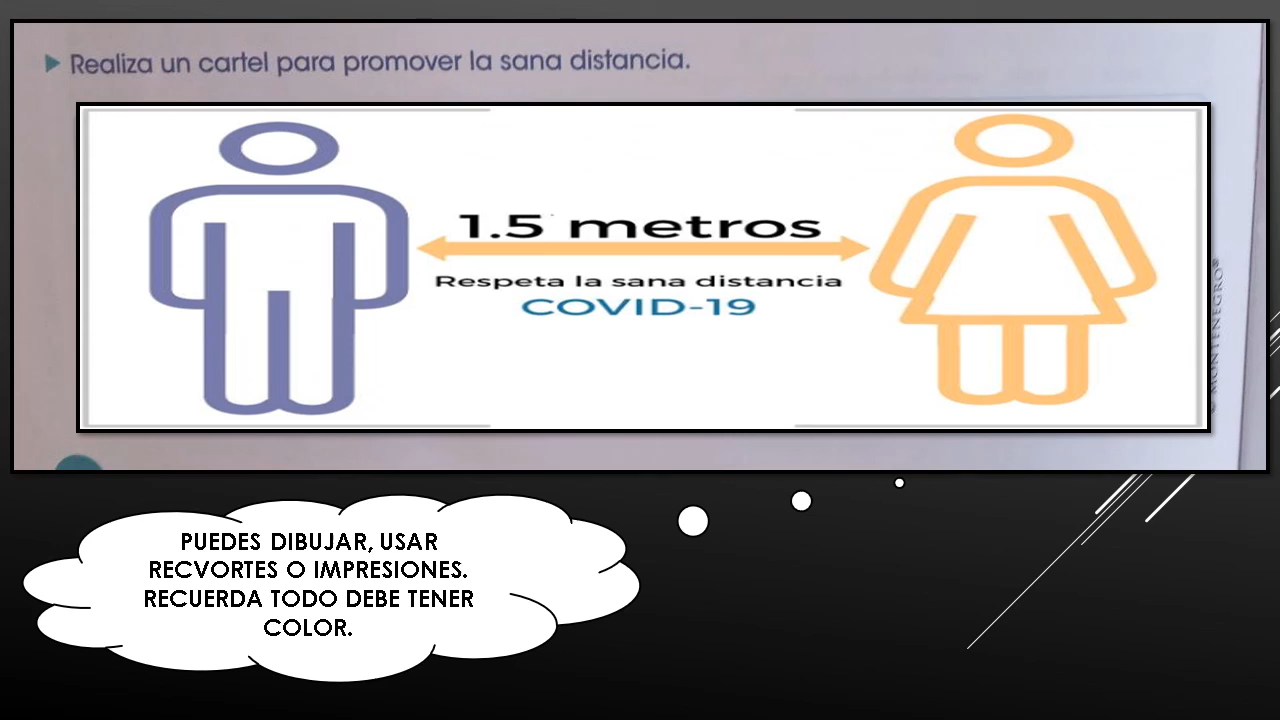 Realiza un cartel para promover la sana distancia.
1.5 metros
Respeta la sana distancia
COVID-19
© MONTENEGRO®
PUEDES DIBUJAR, USAR
RECVORTES O IMPRESIONES.
RECUERDA TODO DEBE TENER
COLOR.